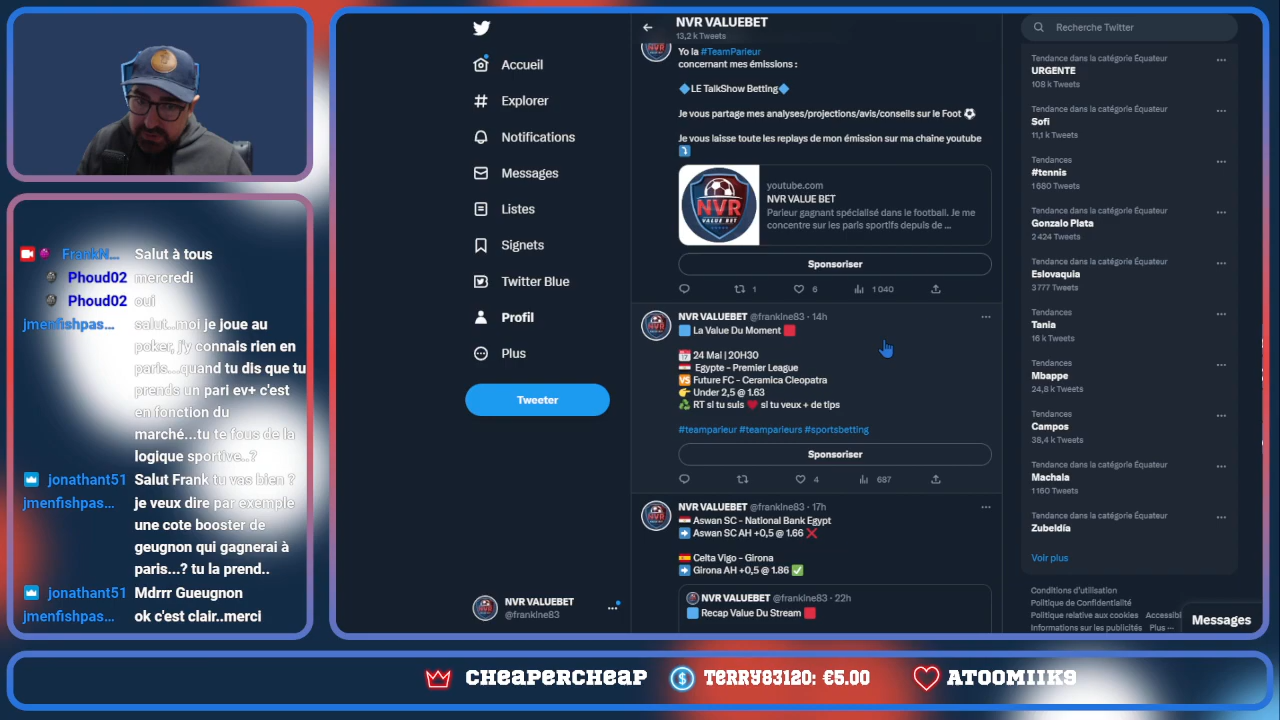 FrankN... Salut à tous
Phoud02 mercredi
Phoud02 oui
jmenfishpas... salut..moi je joue au
poker, j'y connais rien en
paris....quand tu dis que tu
prends un pari ev+ c'est
en fonction du
marché...tu te fous de la
logique sportive..?
jonathant51 Salut Frank tu vas bien ?
jmenfishpas... je veux dire par exemple
une cote booster de
geugnon qui gagnerai à
paris...? tu la prend..
jonathant51 Mdrrr Gueugnon
jmenfishpas... ok c'est clair..merci
Accueil
Explorer
Notifications
Messages
Listes
Signets
Twitter Blue
Profil
Plus
Tweeter
NVR VALUEBET
@frankine83
NVR VALUEBET
13,2 k Tweets
Yo la #TeamParieur
concernant mes émissions :
LE TalkShow Betting
Je vous partage mes analyses/projections/avis/conseils sur le Foot
Je vous laisse toute les replays de mon émission sur ma chaîne youtube
NVR
VALUE BET
youtube.com
NVR VALUE BET
Parieur gagnant spécialisé dans le football. Je me
concentre sur les paris sportifs depuis de ...
Sponsoriser
1 6 1 040
NVR VALUEBET @frankine83 · 14h
La Value Du Moment
24 Mai | 20H30
Egypte - Premier League
VS Future FC - Ceramica Cleopatra
Under 2,5 @ 1.63
RT si tu suis si tu veux + de tips
#teamparieur #teamparieurs #sportsbetting
Sponsoriser
4 687
NVR VALUEBET @frankine83 · 17h
Aswan SC - National Bank Egypt
Aswan SC AH +0,5 @ 1.66
Celta Vigo - Girona
Girona AH +0,5 @ 1.86
NVR VALUEBET @frankine83 · 22h
Recap Value Du Stream
Recherche Twitter
Tendance dans la catégorie Équateur
URGENTE
108 k Tweets
Tendance dans la catégorie Équateur
Sofi
11,1 k Tweets
Tendances
#tennis
1 680 Tweets
Tendance dans la catégorie Équateur
Gonzalo Plata
2 424 Tweets
Tendance dans la catégorie Équateur
Eslovaquia
3 777 Tweets
Tendances
Tania
16 k Tweets
Tendances
Mbappe
24,8 k Tweets
Tendances
Campos
38,4 k Tweets
Tendance dans la catégorie Équateur
Machala
1 160 Tweets
Tendance dans la catégorie Équateur
Zubeldía
Voir plus
Conditions d'utilisation
Politique de Confidentialité
Politique relative aux cookies Accessibi
Informations sur les publicités Plus ···
Messages
CHEAPERCHEAP TERRY83120: €5.00 ATOOMIIK9